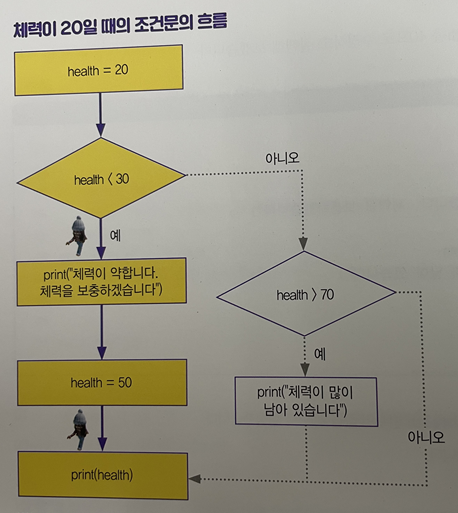 체력이 20일 때의 조건문의 흐름
health = 20
health < 30
아니오
예
print("체력이 약합니다.
체력을 보충하겠습니다")
health > 70
예
health = 50
print("체력이 많이
남아 있습니다")
아니오
print(health)